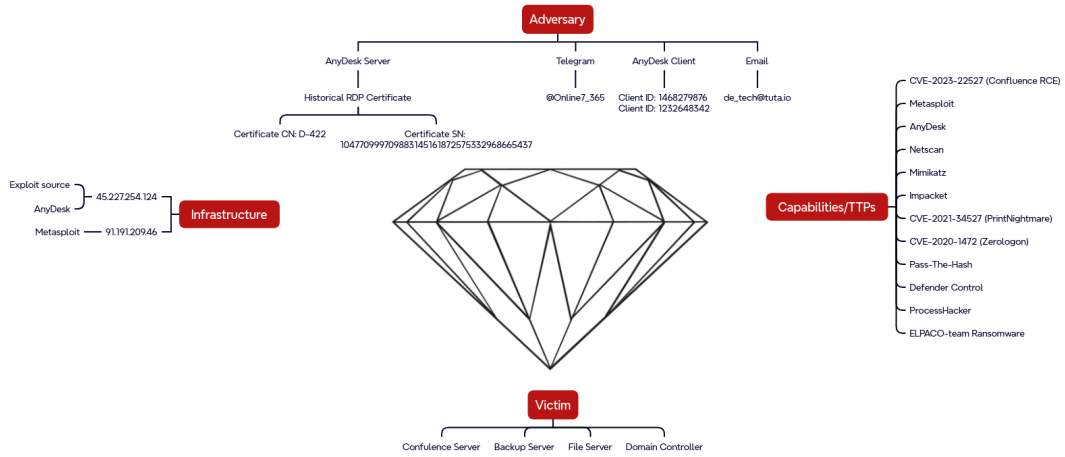 Adversary
AnyDesk Server
Telegram
AnyDesk Client
Email
Historical RDP Certificate
@Online7_365
Client ID: 1468279876
Client ID: 1232648342
de_tech@tuta.io
Certificate CN: D-422
Certificate SN:
104770999709883145161872575332968665437
Exploit source
AnyDesk
45.227.254.124
Metasploit
91.191.209.46
Infrastructure
Capabilities/TTPs
CVE-2023-22527 (Confluence RCE)
Metasploit
AnyDesk
Netscan
Mimikatz
Impacket
CVE-2021-34527 (PrintNightmare)
CVE-2020-1472 (Zerologon)
Pass-The-Hash
Defender Control
ProcessHacker
ELPACO-team Ransomware
Victim
Confulence Server
Backup Server
File Server
Domain Controller